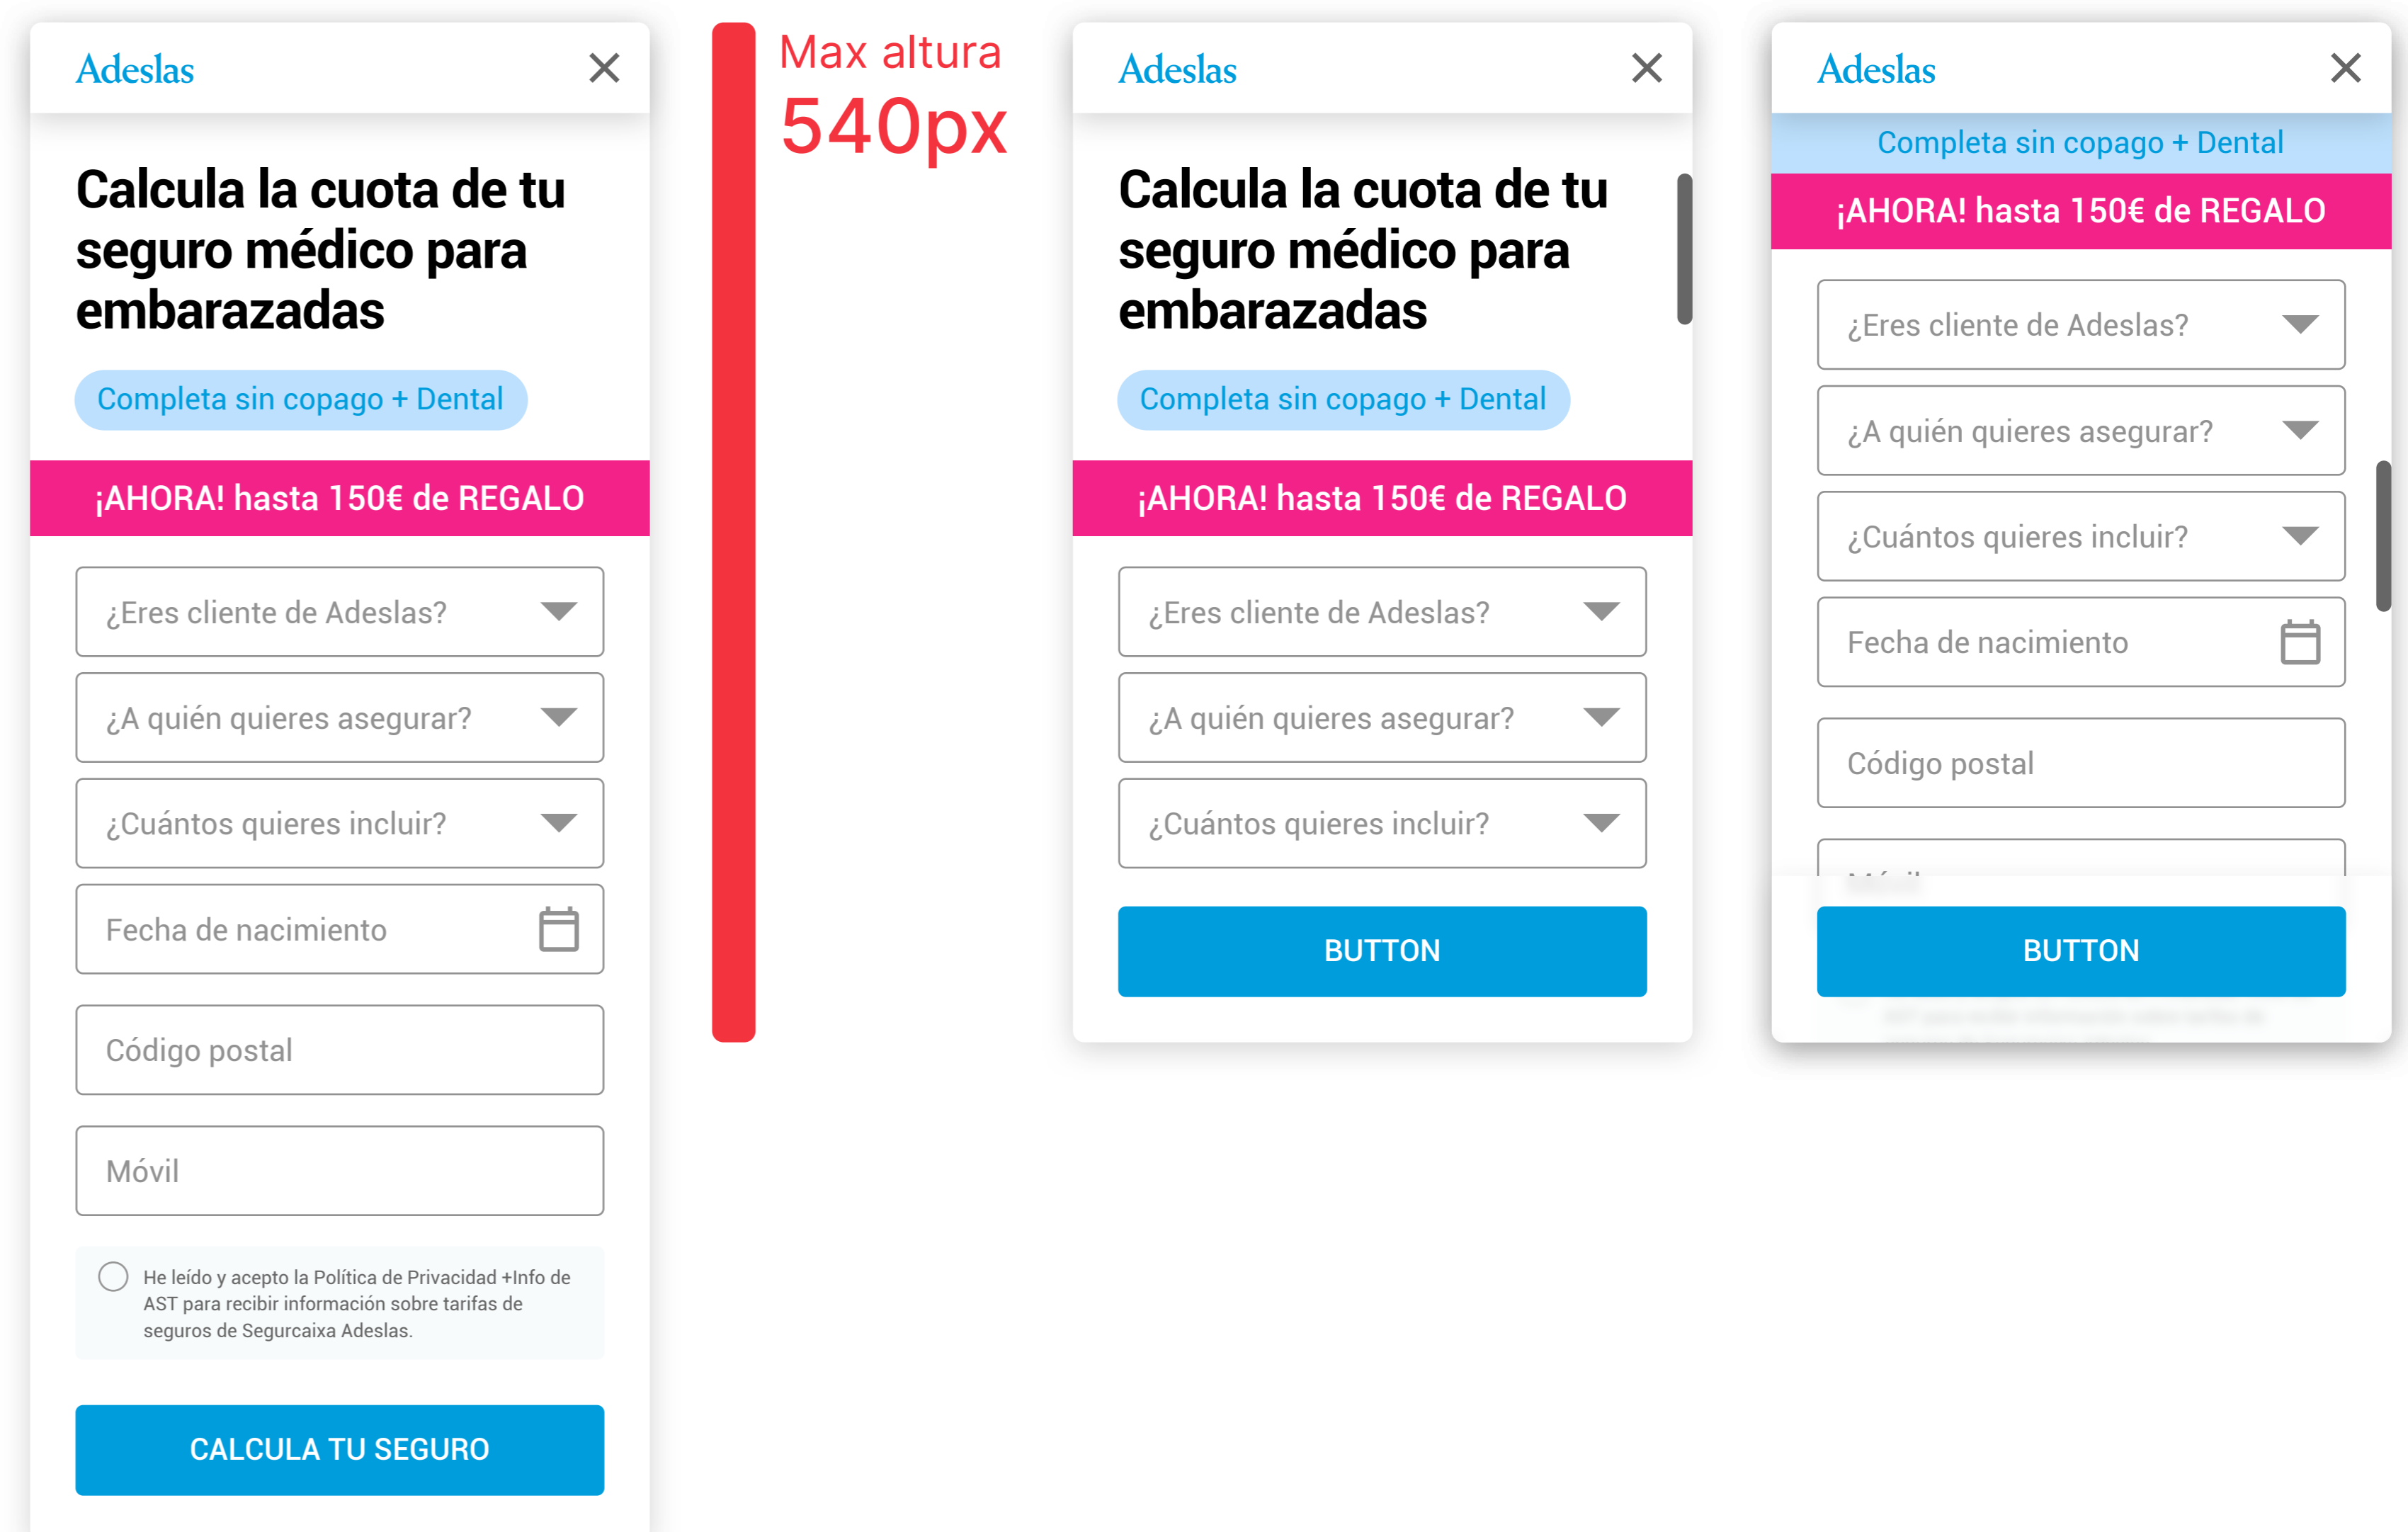 Adeslas
Calcula la cuota de tu
seguro médico para
embarazadas
Completa sin copago + Dental
¡AHORA! hasta 150€ de REGALO
¿Eres cliente de Adeslas?
¿A quién quieres asegurar?
¿Cuántos quieres incluir?
Fecha de nacimiento
Código postal
Móvil
He leído y acepto la Política de Privacidad +Info de
AST para recibir información sobre tarifas de
seguros de Segurcaixa Adeslas.
CALCULA TU SEGURO
Max altura
540px
Adeslas
Calcula la cuota de tu
seguro médico para
embarazadas
Completa sin copago + Dental
¡AHORA! hasta 150€ de REGALO
¿Eres cliente de Adeslas?
¿A quién quieres asegurar?
¿Cuántos quieres incluir?
BUTTON
Adeslas
Completa sin copago + Dental
¡AHORA! hasta 150€ de REGALO
¿Eres cliente de Adeslas?
¿A quién quieres asegurar?
¿Cuántos quieres incluir?
Fecha de nacimiento
Código postal
BUTTON